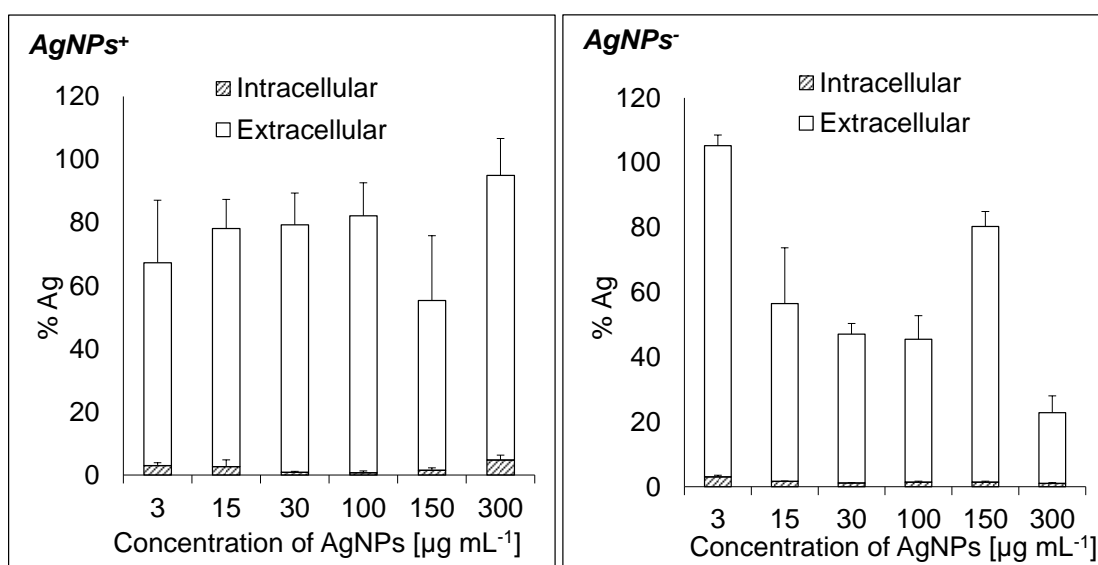 AgNPs⁺
Intracellular
Extracellular
120
100
80
60
40
20
0
% Ag
3 15 30 100 150 300
Concentration of AgNPs [µg mL⁻¹]
AgNPs⁻
Intracellular
Extracellular
120
100
80
60
40
20
0
% Ag
3 15 30 100 150 300
Concentration of AgNPs [µg mL⁻¹]